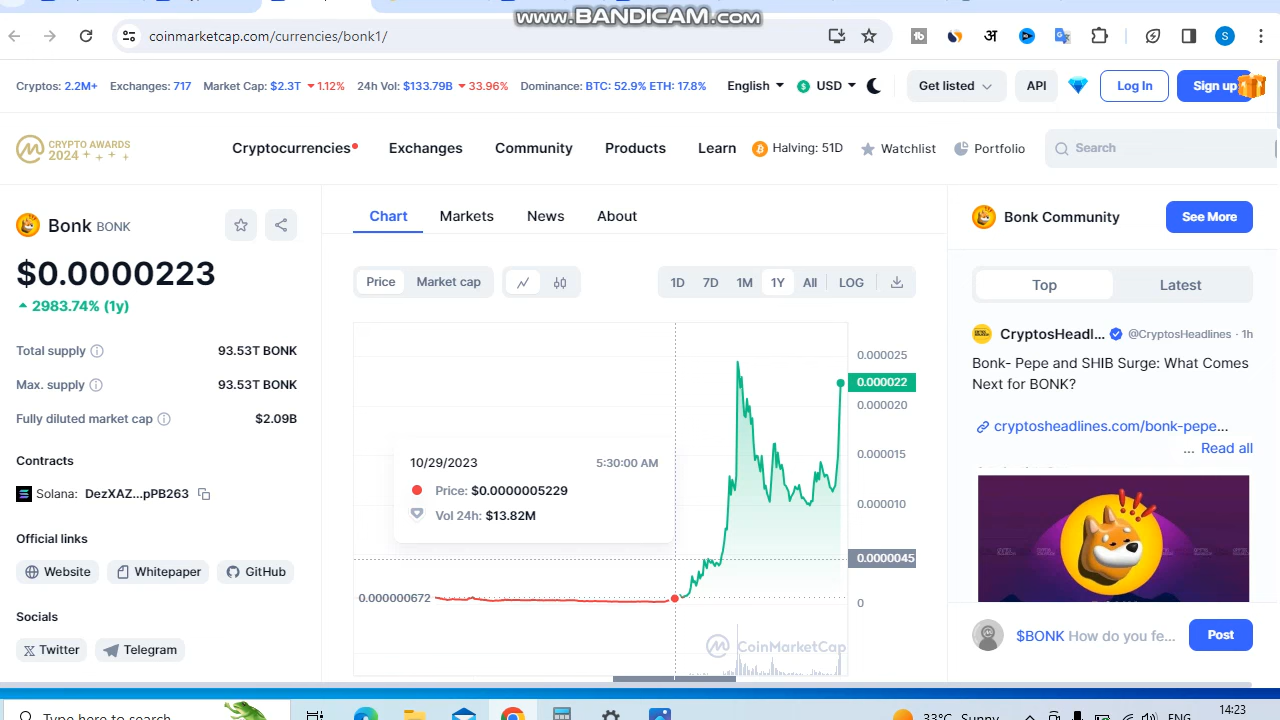 www.BANDICAM.com
coinmarketcap.com/currencies/bonk1/
Cryptos: 2.2M+ Exchanges: 717 Market Cap: $2.3T 1.12% 24h Vol: $133.79B 33.96% Dominance: BTC: 52.9% ETH: 17.8% English USD Get listed API Log In Sign up
CRYPTO AWARDS
2024
Cryptocurrencies Exchanges Community Products Learn Halving: 51D Watchlist Portfolio Search
Bonk BONK
$0.0000223
2983.74% (1y)
Total supply 93.53T BONK
Max. supply 93.53T BONK
Fully diluted market cap $2.09B
Contracts
Solana: DezXAZ...pPB263
Official links
Website Whitepaper GitHub
Socials
Twitter Telegram
Chart Markets News About
Price Market cap 1D 7D 1M 1Y All LOG
0.000025
0.000022
0.000020
0.000015
0.000010
0.0000045
0
10/29/2023 5:30:00 AM
Price: $0.0000005229
Vol 24h: $13.82M
0.000000672
CoinMarketCap
Bonk Community See More
Top Latest
CryptosHeadl... @CryptosHeadlines · 1h
Bonk- Pepe and SHIB Surge: What Comes
Next for BONK?
cryptosheadlines.com/bonk-pepe...
... Read all
$BONK How do you fe... Post
Type here to search
33°C Sunny
ENG
14:23